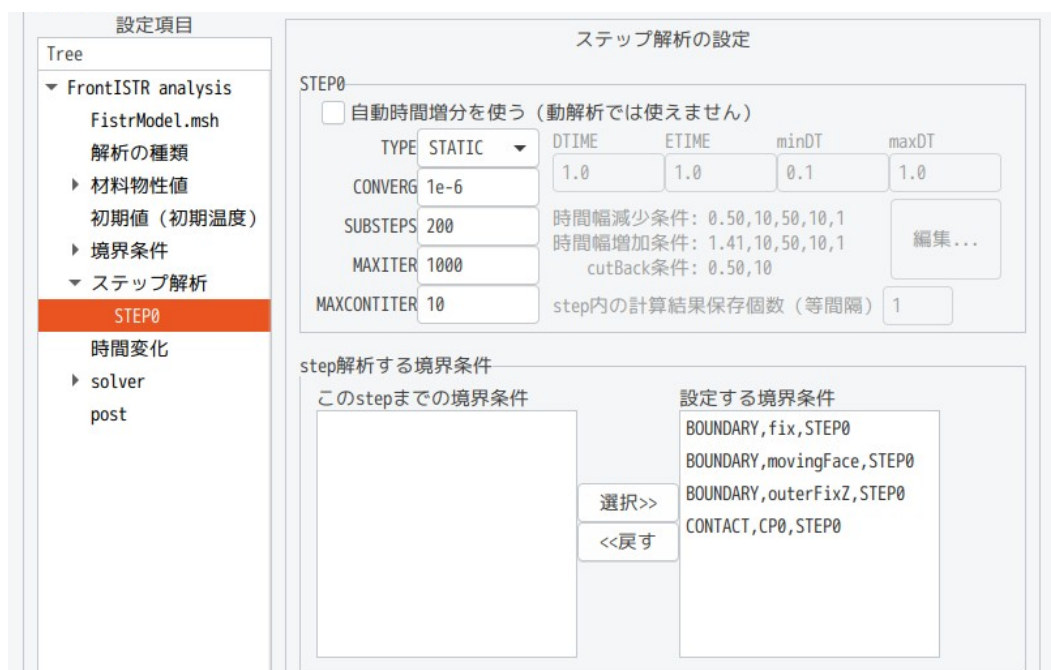 設定項目
Tree
FrontISTR analysis
FistrModel.msh
解析の種類
材料物性値
初期値（初期温度）
境界条件
ステップ解析
STEP0
時間変化
solver
post
ステップ解析の設定
STEP0
自動時間増分を使う（動解析では使えません）
TYPE STATIC
CONVERG 1e-6
SUBSTEPS 200
MAXITER 1000
MAXCONTITER 10
DTIME ETIME minDT maxDT
1.0 1.0 0.1 1.0
時間幅減少条件: 0.50,10,50,10,1
時間幅増加条件: 1.41,10,50,10,1
cutBack条件: 0.50,10
編集...
step内の計算結果保存個数（等間隔） 1
step解析する境界条件
このstepまでの境界条件
選択>>
<<戻す
設定する境界条件
BOUNDARY,fix,STEP0
BOUNDARY,movingFace,STEP0
BOUNDARY,outerFixZ,STEP0
CONTACT,CP0,STEP0